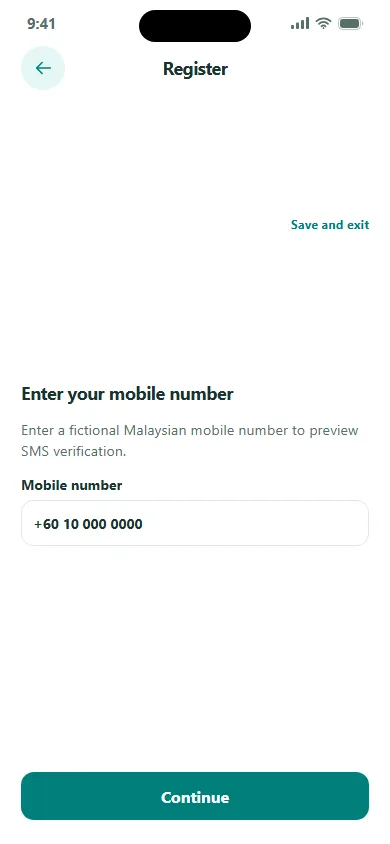 9:41
Register
Save and exit
Enter your mobile number
Enter a fictional Malaysian mobile number to preview
SMS verification.
Mobile number
+60 10 000 0000
Continue